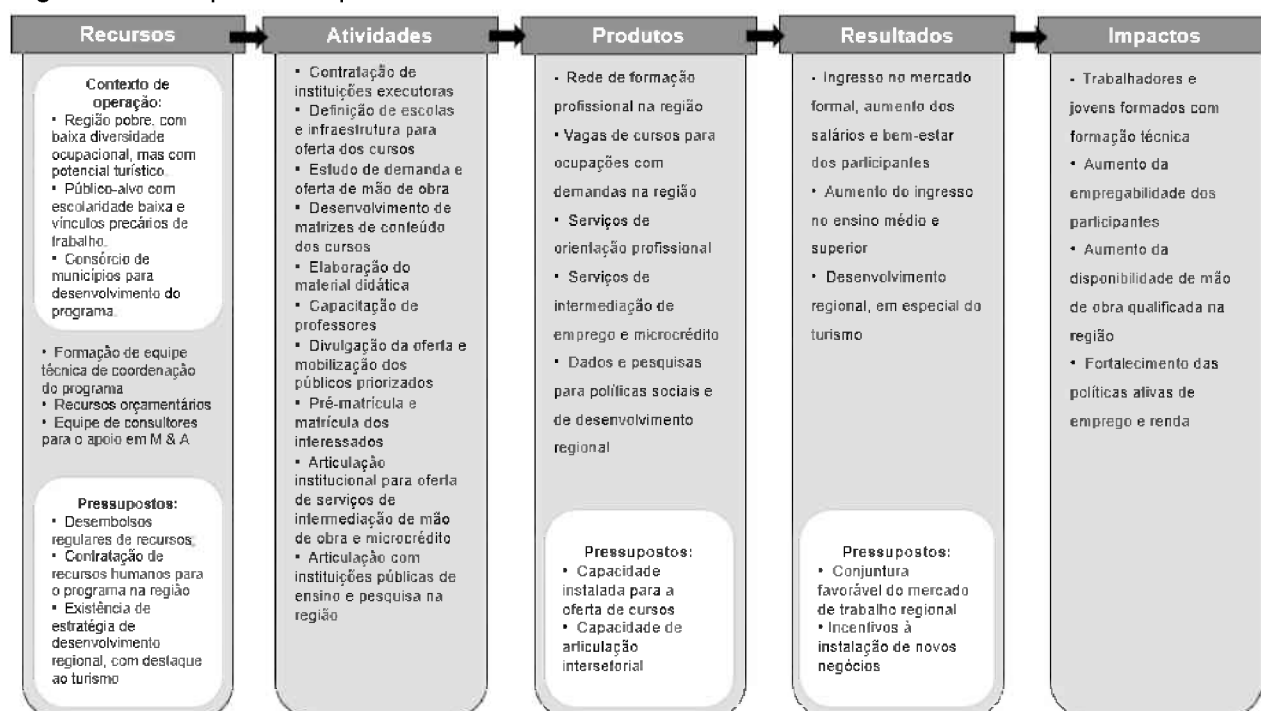 Recursos
Contexto de
operação:
• Região pobre, com
baixa diversidade
ocupacional, mas com
potencial turístico.
• Público-alvo com
escolaridade baixa e
vínculos precários de
trabalho.
• Consórcio de
municípios para
desenvolvimento do
programa.
• Formação de equipe
técnica de coordenação
do programa
• Recursos orçamentários
• Equipe de consultores
para o apoio em M & A
Pressupostos:
• Desembolsos
regulares de recursos;
• Contratação de
recursos humanos para
o programa na região
• Existência de
estratégia de
desenvolvimento
regional, com destaque
ao turismo
Atividades
• Contratação de
instituições executoras
• Definição de escolas
e infraestrutura para
oferta dos cursos
• Estudo de demanda e
oferta de mão de obra
• Desenvolvimento de
matrizes de conteúdo
dos cursos
• Elaboração do
material didática
• Capacitação de
professores
• Divulgação da oferta e
mobilização dos
públicos priorizados
• Pré-matrícula e
matrícula dos
interessados
• Articulação
institucional para oferta
de serviços de
intermediação de mão
de obra e microcrédito
• Articulação com
instituições públicas de
ensino e pesquisa na
região
Produtos
• Rede de formação
profissional na região
• Vagas de cursos para
ocupações com
demandas na região
• Serviços de
orientação profissional
• Serviços de
intermediação de
emprego e microcrédito
• Dados e pesquisas
para políticas sociais e
de desenvolvimento
regional
Pressupostos:
• Capacidade
instalada para a
oferta de cursos
• Capacidade de
articulação
intersetorial
Resultados
• Ingresso no mercado
formal, aumento dos
salários e bem-estar
dos participantes
• Aumento do ingresso
no ensino médio e
superior
• Desenvolvimento
regional, em especial do
turismo
Pressupostos:
• Conjuntura
favorável do mercado
de trabalho regional
• Incentivos à
instalação de novos
negócios
Impactos
• Trabalhadores e
jovens formados com
formação técnica
• Aumento da
empregabilidade dos
participantes
• Aumento da
disponibilidade de mão
de obra qualificada na
região
• Fortalecimento das
políticas ativas de
emprego e renda